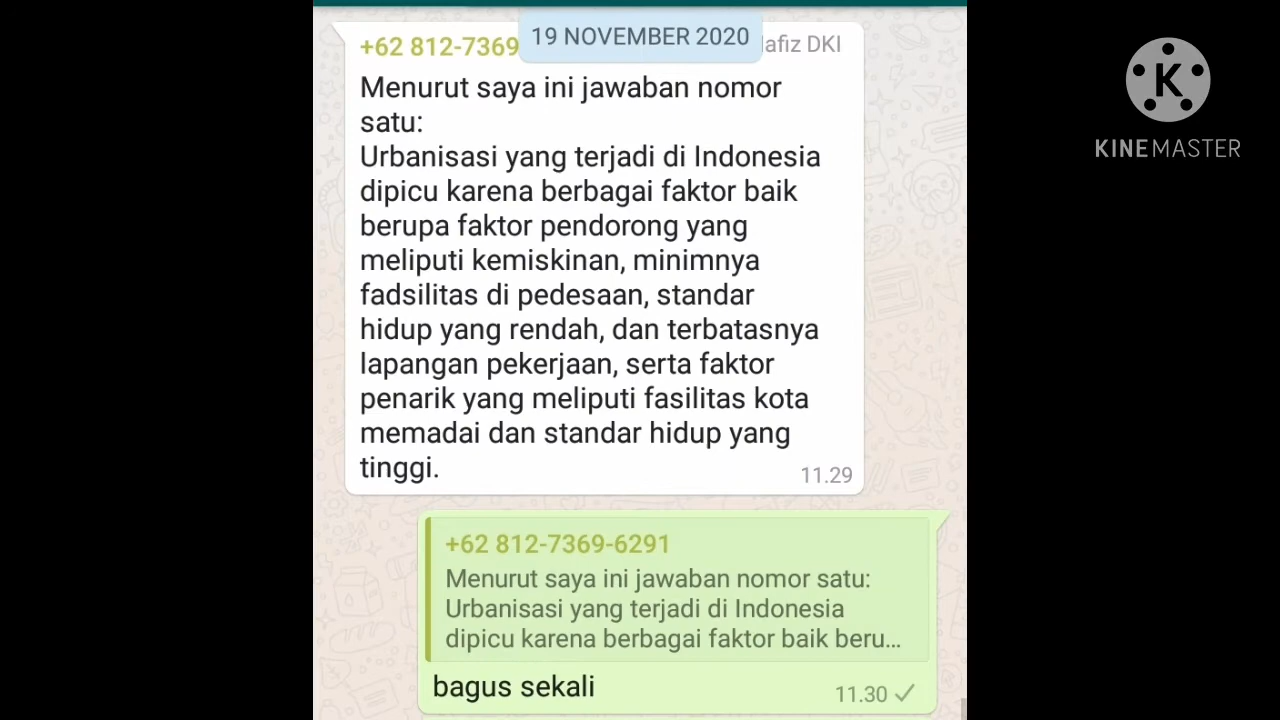 19 NOVEMBER 2020
+62 812-7369 afiz DKI
Menurut saya ini jawaban nomor
satu:
Urbanisasi yang terjadi di Indonesia
dipicu karena berbagai faktor baik
berupa faktor pendorong yang
meliputi kemiskinan, minimnya
fadsilitas di pedesaan, standar
hidup yang rendah, dan terbatasnya
lapangan pekerjaan, serta faktor
penarik yang meliputi fasilitas kota
memadai dan standar hidup yang
tinggi.
11.29
+62 812-7369-6291
Menurut saya ini jawaban nomor satu:
Urbanisasi yang terjadi di Indonesia
dipicu karena berbagai faktor baik beru...
bagus sekali
11.30
K
KINEMASTER